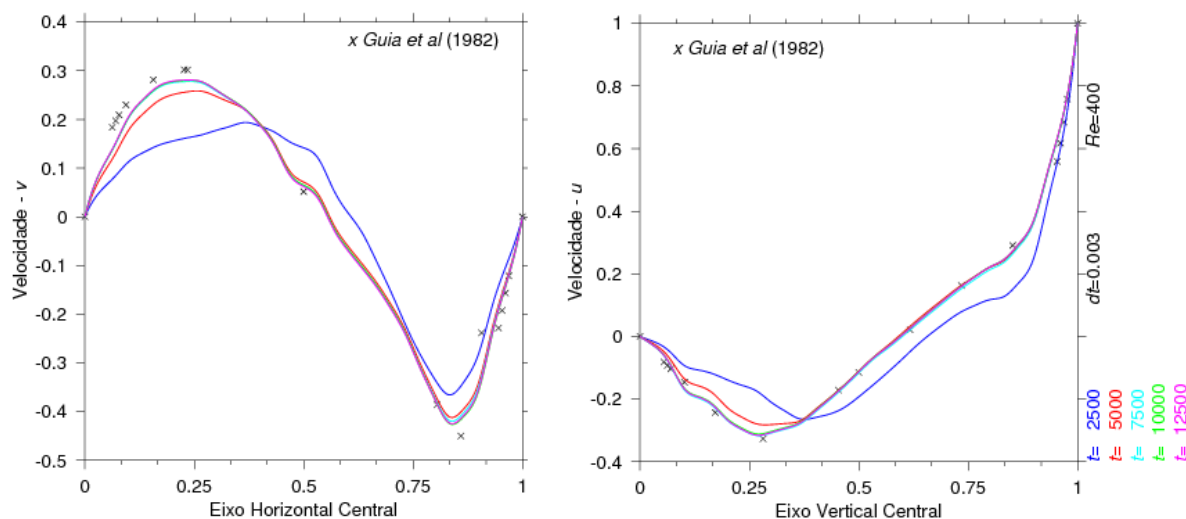 0.4
0.3
0.2
0.1
0
-0.1
-0.2
-0.3
-0.4
-0.5
Velocidade - v
x Guia et al (1982)
0
0.25
0.5
0.75
1
Eixo Horizontal Central
1
0.8
0.6
0.4
0.2
0
-0.2
-0.4
Velocidade - u
x Guia et al (1982)
0
0.25
0.5
0.75
1
Eixo Vertical Central
dt=0.003
Re=400
t= 2500
t= 5000
t= 7500
t= 10000
t= 12500